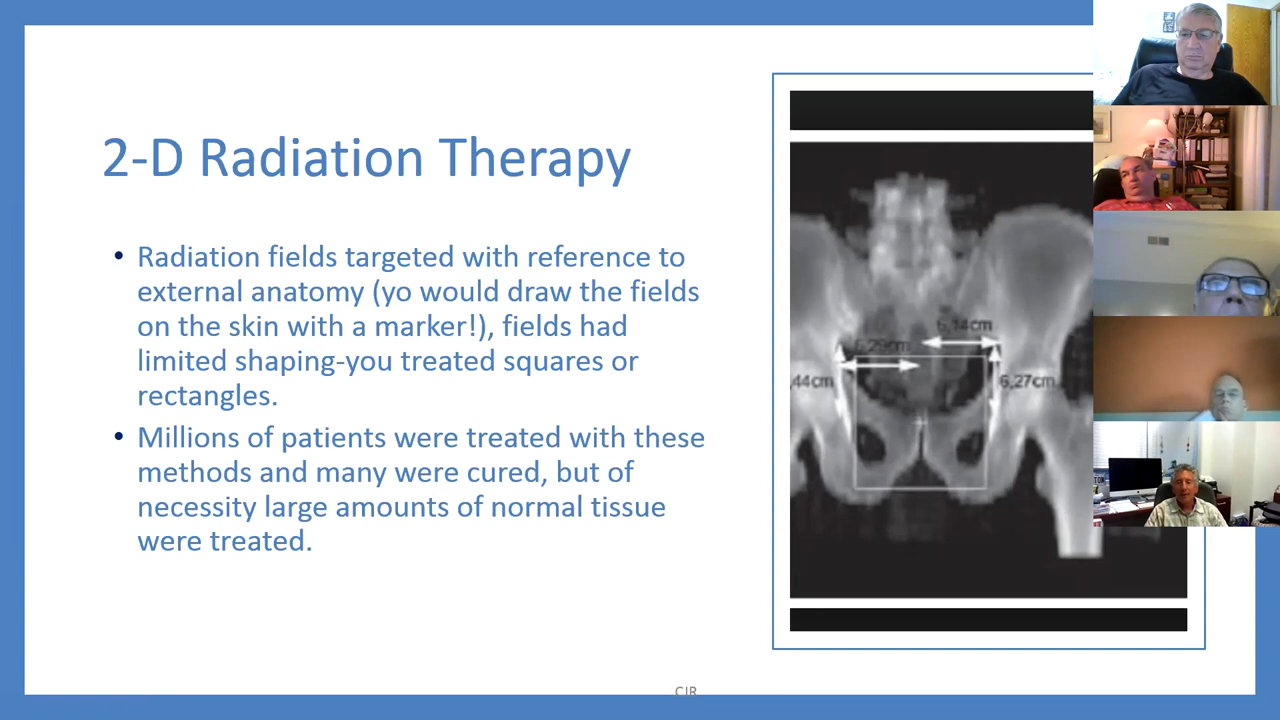 2-D Radiation Therapy
• Radiation fields targeted with reference to
external anatomy (yo would draw the fields
on the skin with a marker!), fields had
limited shaping-you treated squares or
rectangles.
• Millions of patients were treated with these
methods and many were cured, but of
necessity large amounts of normal tissue
were treated.
6,14cm
,44cm
6,27cm
CJR